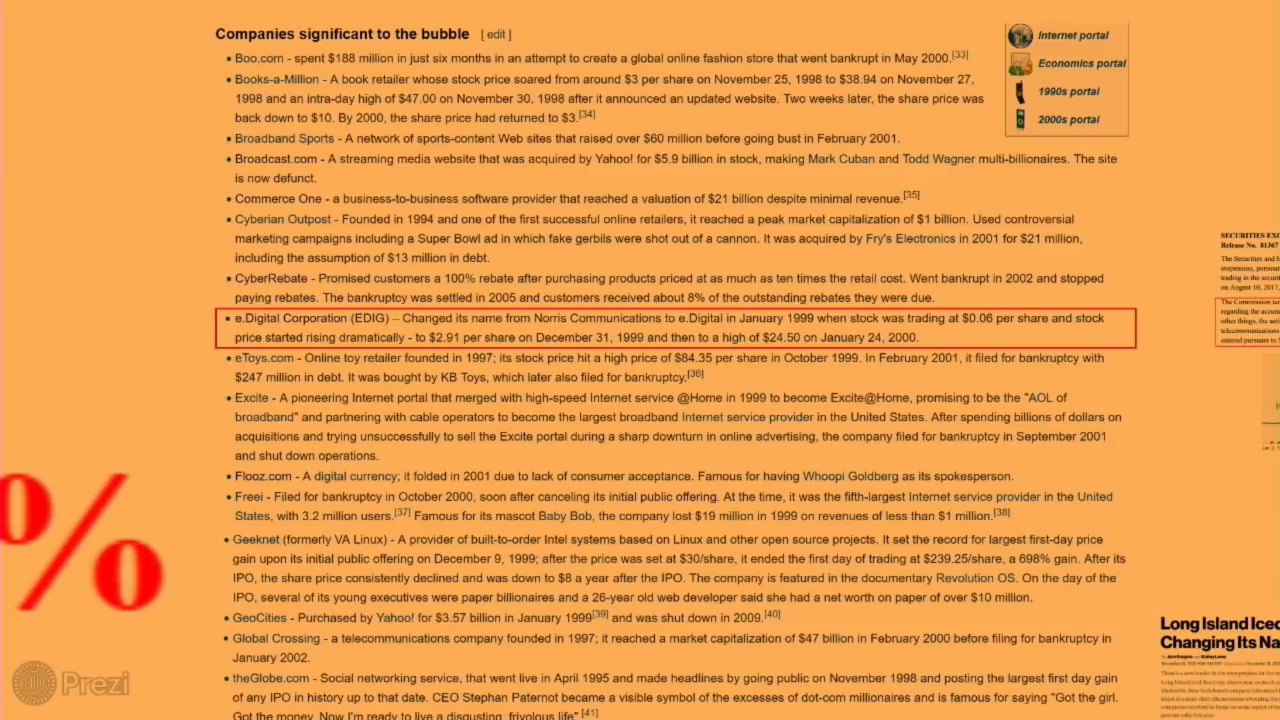 Companies significant to the bubble [ edit ]
• Boo.com - spent $188 million in just six months in an attempt to create a global online fashion store that went bankrupt in May 2000.[33]
• Books-a-Million - A book retailer whose stock price soared from around $3 per share on November 25, 1998 to $38.94 on November 27,
1998 and an intra-day high of $47.00 on November 30, 1998 after it announced an updated website. Two weeks later, the share price was
back down to $10. By 2000, the share price had returned to $3.[34]
• Broadband Sports - A network of sports-content Web sites that raised over $60 million before going bust in February 2001.
• Broadcast.com - A streaming media website that was acquired by Yahoo! for $5.9 billion in stock, making Mark Cuban and Todd Wagner multi-billionaires. The site
is now defunct.
• Commerce One - a business-to-business software provider that reached a valuation of $21 billion despite minimal revenue.[35]
• Cyberian Outpost - Founded in 1994 and one of the first successful online retailers, it reached a peak market capitalization of $1 billion. Used controversial
marketing campaigns including a Super Bowl ad in which fake gerbils were shot out of a cannon. It was acquired by Fry's Electronics in 2001 for $21 million,
including the assumption of $13 million in debt.
• CyberRebate - Promised customers a 100% rebate after purchasing products priced at as much as ten times the retail cost. Went bankrupt in 2002 and stopped
paying rebates. The bankruptcy was settled in 2005 and customers received about 8% of the outstanding rebates they were due.
• e.Digital Corporation (EDIG) – Changed its name from Norris Communications to e.Digital in January 1999 when stock was trading at $0.06 per share and stock
price started rising dramatically - to $2.91 per share on December 31, 1999 and then to a high of $24.50 on January 24, 2000.
• eToys.com - Online toy retailer founded in 1997; its stock price hit a high price of $84.35 per share in October 1999. In February 2001, it filed for bankruptcy with
$247 million in debt. It was bought by KB Toys, which later also filed for bankruptcy.[36]
• Excite - A pioneering Internet portal that merged with high-speed Internet service @Home in 1999 to become Excite@Home, promising to be the "AOL of
broadband" and partnering with cable operators to become the largest broadband Internet service provider in the United States. After spending billions of dollars on
acquisitions and trying unsuccessfully to sell the Excite portal during a sharp downturn in online advertising, the company filed for bankruptcy in September 2001
and shut down operations.
• Flooz.com - A digital currency; it folded in 2001 due to lack of consumer acceptance. Famous for having Whoopi Goldberg as its spokesperson.
• Freei - Filed for bankruptcy in October 2000, soon after canceling its initial public offering. At the time, it was the fifth-largest Internet service provider in the United
States, with 3.2 million users.[37] Famous for its mascot Baby Bob, the company lost $19 million in 1999 on revenues of less than $1 million.[38]
• Geeknet (formerly VA Linux) - A provider of built-to-order Intel systems based on Linux and other open source projects. It set the record for largest first-day price
gain upon its initial public offering on December 9, 1999; after the price was set at $30/share, it ended the first day of trading at $239.25/share, a 698% gain. After its
IPO, the share price consistently declined and was down to $8 a year after the IPO. The company is featured in the documentary Revolution OS. On the day of the
IPO, several of its young executives were paper billionaires and a 26-year old web developer said she had a net worth on paper of over $10 million.
• GeoCities - Purchased by Yahoo! for $3.57 billion in January 1999[39] and was shut down in 2009.[40]
• Global Crossing - a telecommunications company founded in 1997; it reached a market capitalization of $47 billion in February 2000 before filing for bankruptcy in
January 2002.
• theGlobe.com - Social networking service, that went live in April 1995 and made headlines by going public on November 1998 and posting the largest first day gain
of any IPO in history up to that date. CEO Stephan Paternot became a visible symbol of the excesses of dot-com millionaires and is famous for saying "Got the girl.
Got the money. Now I'm ready to live a disgusting, frivolous life".[41]
Internet portal
Economics portal
1990s portal
2000s portal
%
Prezi
SECURITIES EXC
Release No. 81367
The Securities and
suspension, pursuan
trading in the securit
on August 10, 2017,
The Commission
regarding the accura
other things, the
telecommunications
entered pursuant to
Long Island Iced
Changing Its Na